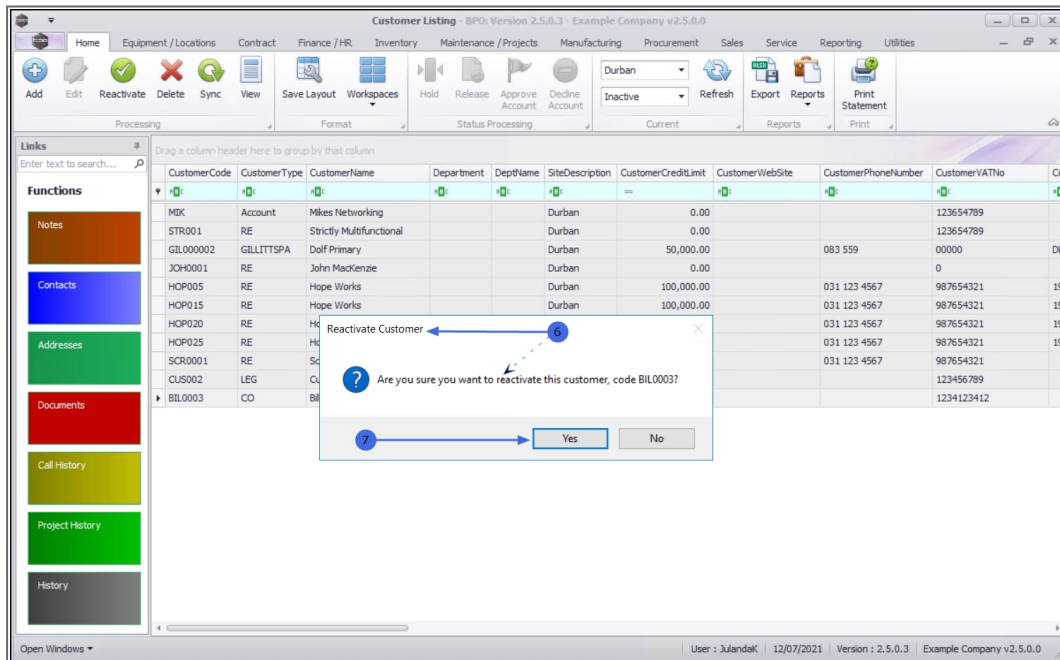 Customer Listing - BPO: Version 2.5.0.3 - Example Company v2.5.0.0
Home Equipment / Locations Contract Finance / HR Inventory Maintenance / Projects Manufacturing Procurement Sales Service Reporting Utilities
Add Edit Reactivate Delete Sync View Save Layout Workspaces Hold Release Approve Account Decline Account Durban Inactive Refresh Export Reports Print Statement
Processing Format Status Processing Current Reports Print
Links
Enter text to search...
Functions
Notes
Contacts
Addresses
Documents
Call History
Project History
History
Drag a column header here to group by that column
CustomerCode CustomerType CustomerName Department DeptName SiteDescription CustomerCreditLimit CustomerWebSite CustomerPhoneNumber CustomerVATNo
MIK Account Mikes Networking Durban 0.00 123654789
STR001 RE Strictly Multifunctional Durban 0.00 123654789
GIL000002 GILLITTSPA Dolf Primary Durban 50,000.00 083 559 00000
JOH0001 RE John MacKenzie Durban 0.00 0
HOP005 RE Hope Works Durban 100,000.00 031 123 4567 987654321 19
HOP015 RE Hope Works Durban 100,000.00 031 123 4567 987654321 19
HOP020 RE 031 123 4567 987654321 19
HOP025 RE 031 123 4567 987654321 19
SCR0001 RE 031 123 4567 987654321
CUS002 LEG 123456789
BIL0003 CO 1234123412
Reactivate Customer
6
Are you sure you want to reactivate this customer, code BIL0003?
7
Yes No
Open Windows User : JulandaK 12/07/2021 Version : 2.5.0.3 Example Company v2.5.0.0